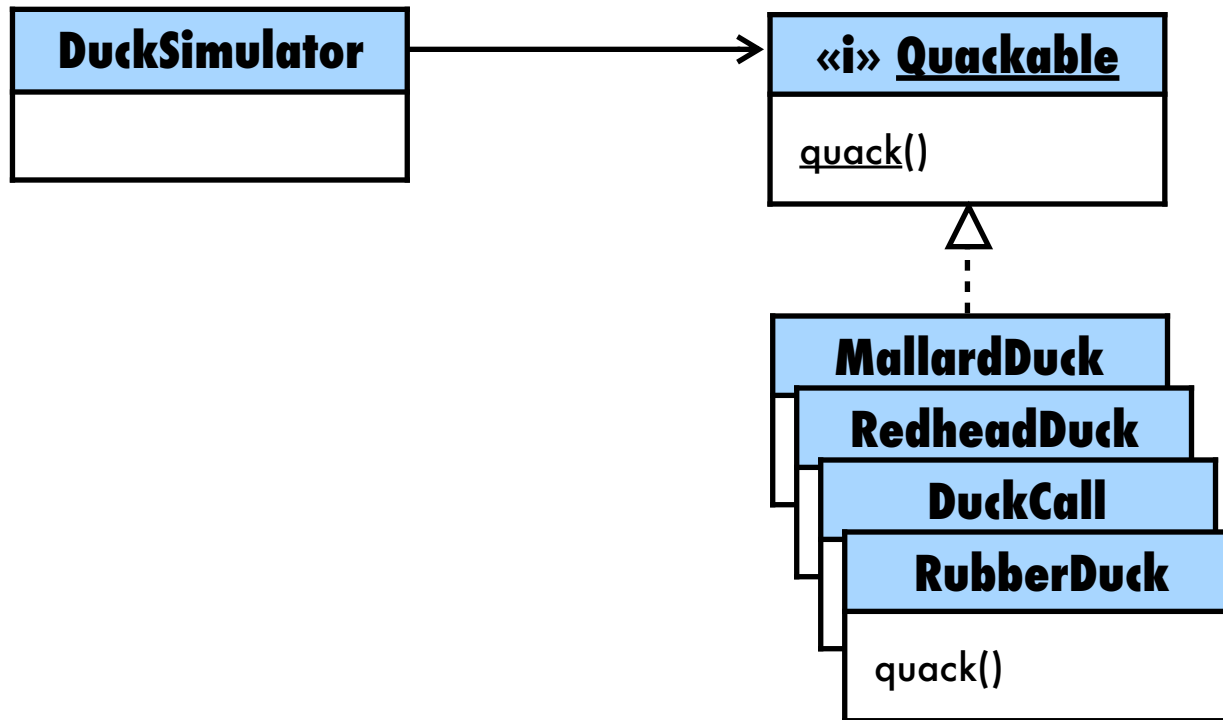 DuckSimulator
«i» Quackable
quack()
MallardDuck
RedheadDuck
DuckCall
RubberDuck
quack()